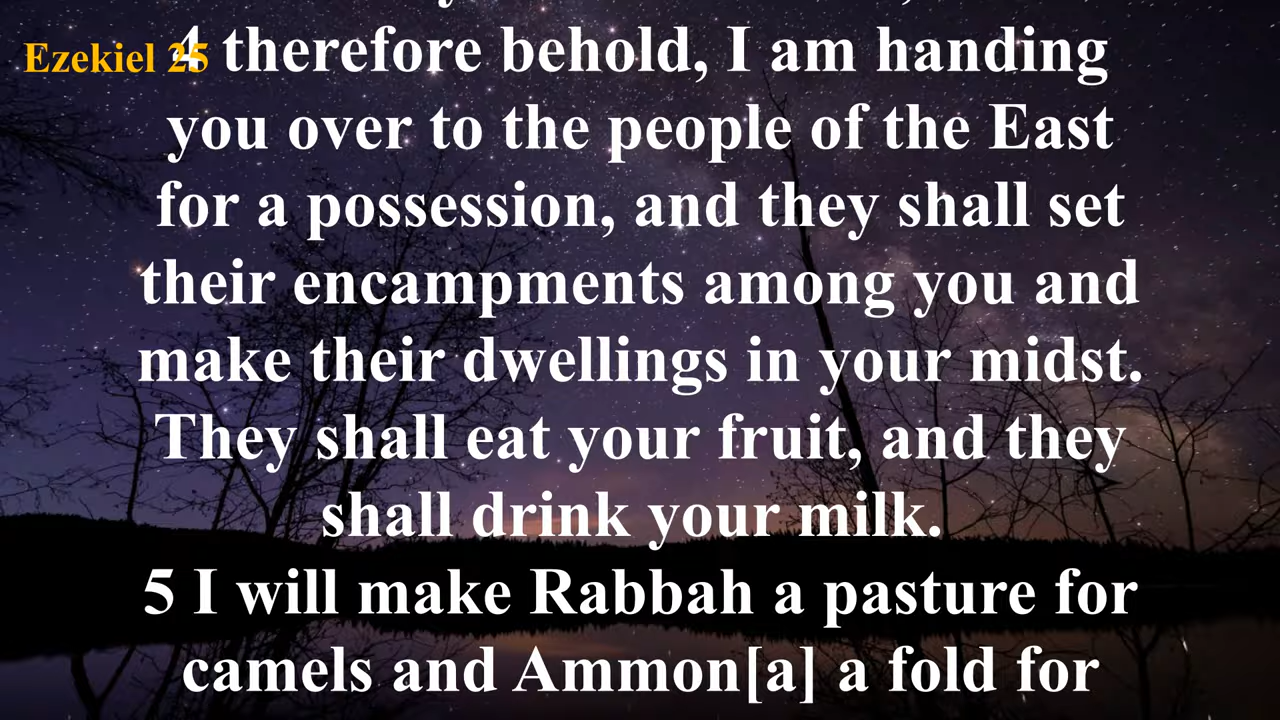 Ezekiel 25
4 therefore behold, I am handing
you over to the people of the East
for a possession, and they shall set
their encampments among you and
make their dwellings in your midst.
They shall eat your fruit, and they
shall drink your milk.
5 I will make Rabbah a pasture for
camels and Ammon[a] a fold for